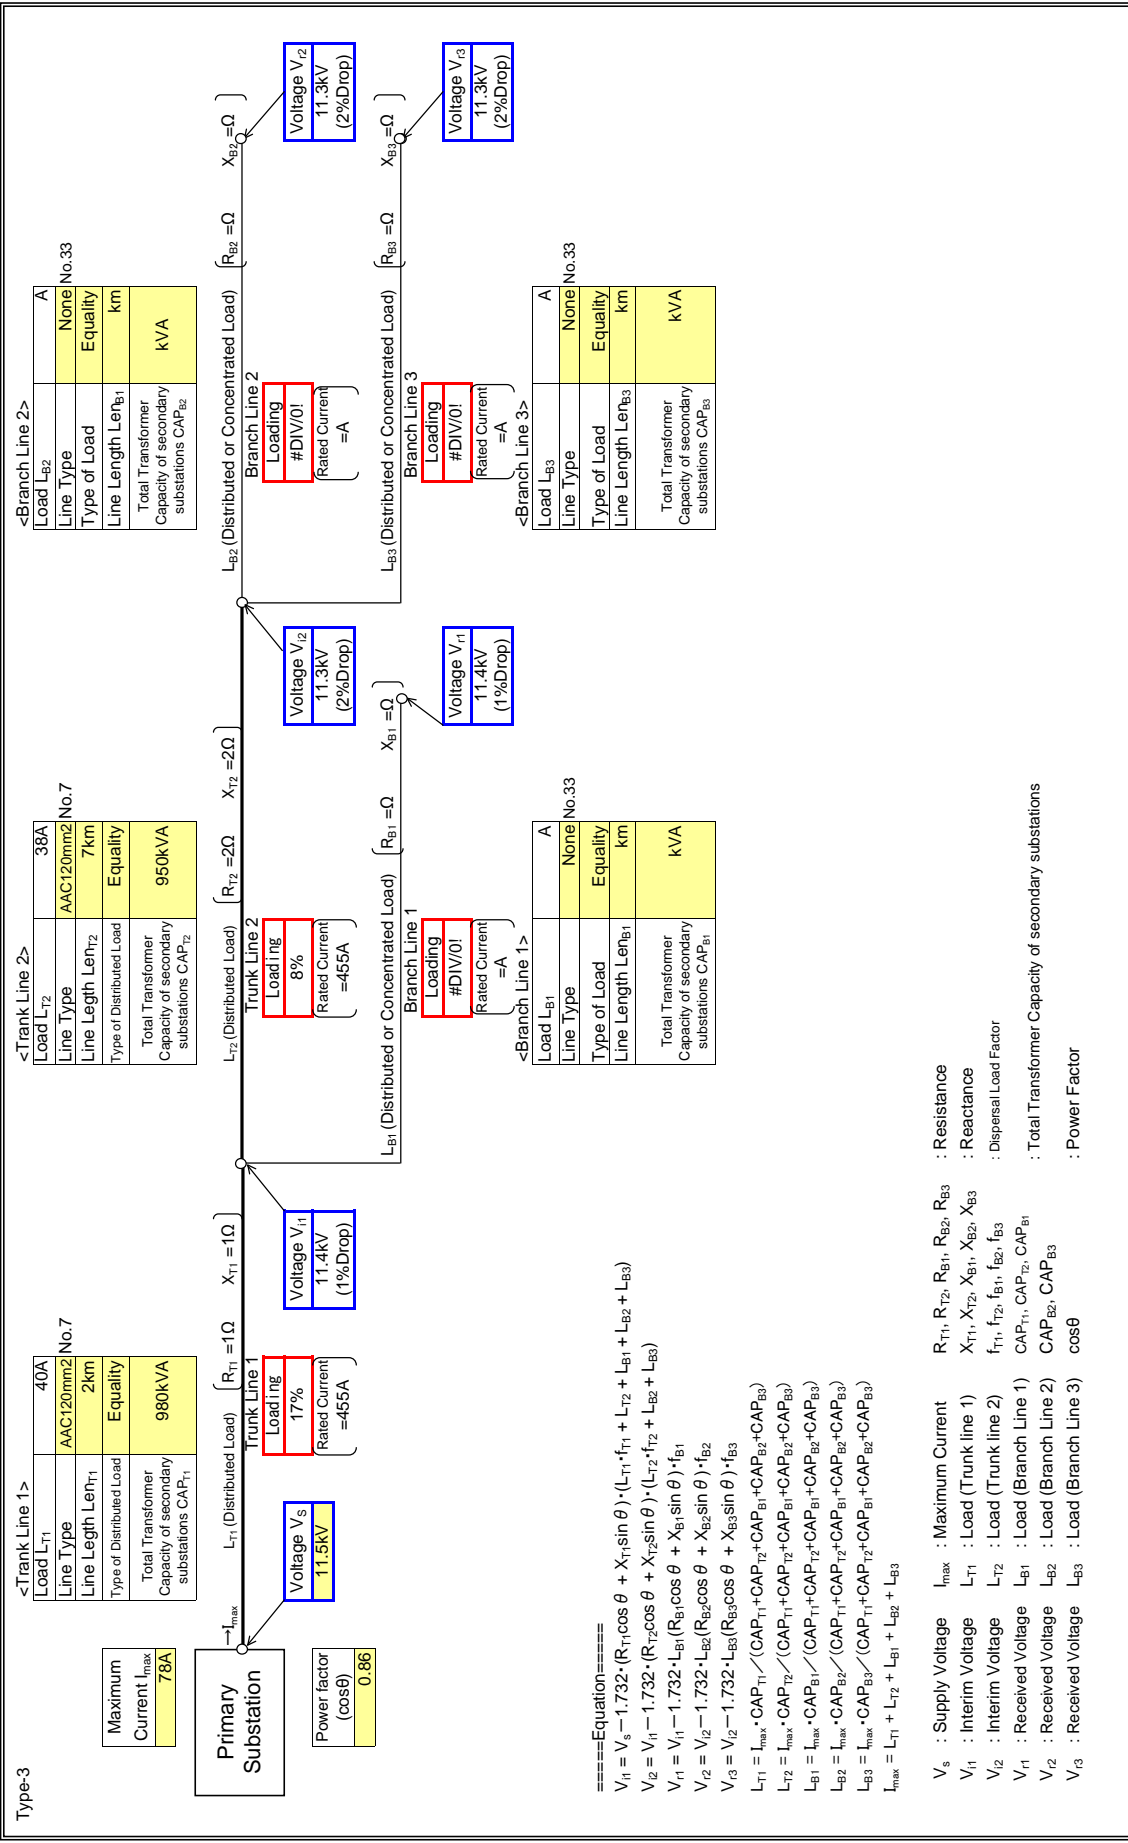 Type-3
Maximum
Current Imax
78A
Primary
Substation
Power factor
(cosθ)
0.86
→Imax
Voltage VS
11.5kV
<Trank Line 1>
Load LT1 40A
Line Type AAC120mm2 No.7
Line Legth LenT1 2km
Type of Distributed Load Equality
Total Transformer
Capacity of secondary
substations CAPT1
980kVA
LT1 (Distributed Load) RT1 =1Ω XT1 =1Ω
Trunk Line 1
Loading
17%
Rated Current
=455A
Voltage Vi1
11.4kV
(1%Drop)
<Trank Line 2>
Load LT2 38A
Line Type AAC120mm2 No.7
Line Legth LenT2 7km
Type of Distributed Load Equality
Total Transformer
Capacity of secondary
substations CAPT2
950kVA
LT2 (Distributed Load) RT2 =2Ω XT2 =2Ω
Trunk Line 2
Loading
8%
Rated Current
=455A
Voltage Vi2
11.3kV
(2%Drop)
LB1 (Distributed or Concentrated Load) RB1 =Ω XB1 =Ω
Branch Line 1
Loading
#DIV/0!
Rated Current
=A
Voltage Vr1
11.4kV
(1%Drop)
<Branch Line 1>
Load LB1 A
Line Type None No.33
Type of Load Equality
Line Length LenB1 km
Total Transformer
Capacity of secondary
substations CAPB1
kVA
<Branch Line 2>
Load LB2 A
Line Type None No.33
Type of Load Equality
Line Length LenB1 km
Total Transformer
Capacity of secondary
substations CAPB2
kVA
LB2 (Distributed or Concentrated Load) RB2 =Ω XB2 =Ω
Branch Line 2
Loading
#DIV/0!
Rated Current
=A
Voltage Vr2
11.3kV
(2%Drop)
LB3 (Distributed or Concentrated Load) RB3 =Ω XB3 =Ω
Branch Line 3
Loading
#DIV/0!
Rated Current
=A
Voltage Vr3
11.3kV
(2%Drop)
<Branch Line 3>
Load LB3 A
Line Type None No.33
Type of Load Equality
Line Length LenB3 km
Total Transformer
Capacity of secondary
substations CAPB3
kVA
=====Equation=====
Vi1 = Vs－1.732・(RT1cosθ + XT1sinθ)・(LT1・fT1 + LT2 + LB1 + LB2 + LB3)
Vi2 = Vi1－1.732・(RT2cosθ + XT2sinθ)・(LT2・fT2 + LB2 + LB3)
Vr1 = Vi1－1.732・LB1(RB1cosθ + XB1sinθ)・fB1
Vr2 = Vi2－1.732・LB2(RB2cosθ + XB2sinθ)・fB2
Vr3 = Vi2－1.732・LB3(RB3cosθ + XB3sinθ)・fB3
LT1 = Imax・CAPT1／(CAPT1+CAPT2+CAPB1+CAPB2+CAPB3)
LT2 = Imax・CAPT2／(CAPT1+CAPT2+CAPB1+CAPB2+CAPB3)
LB1 = Imax・CAPB1／(CAPT1+CAPT2+CAPB1+CAPB2+CAPB3)
LB2 = Imax・CAPB2／(CAPT1+CAPT2+CAPB1+CAPB2+CAPB3)
LB3 = Imax・CAPB3／(CAPT1+CAPT2+CAPB1+CAPB2+CAPB3)
Imax = LT1 + LT2 + LB1 + LB2 + LB3
Vs : Supply Voltage Imax : Maximum Current RT1, RT2, RB1, RB2, RB3 : Resistance
Vi1 : Interim Voltage LT1 : Load (Trunk line 1) XT1, XT2, XB1, XB2, XB3 : Reactance
Vi2 : Interim Voltage LT2 : Load (Trunk line 2) fT1, fT2, fB1, fB2, fB3 : Dispersal Load Factor
Vr1 : Received Voltage LB1 : Load (Branch Line 1) CAPT1, CAPT2, CAPB1
Vr2 : Received Voltage LB2 : Load (Branch Line 2) CAPB2, CAPB3 : Total Transformer Capacity of secondary substations
Vr3 : Received Voltage LB3 : Load (Branch Line 3) cosθ : Power Factor